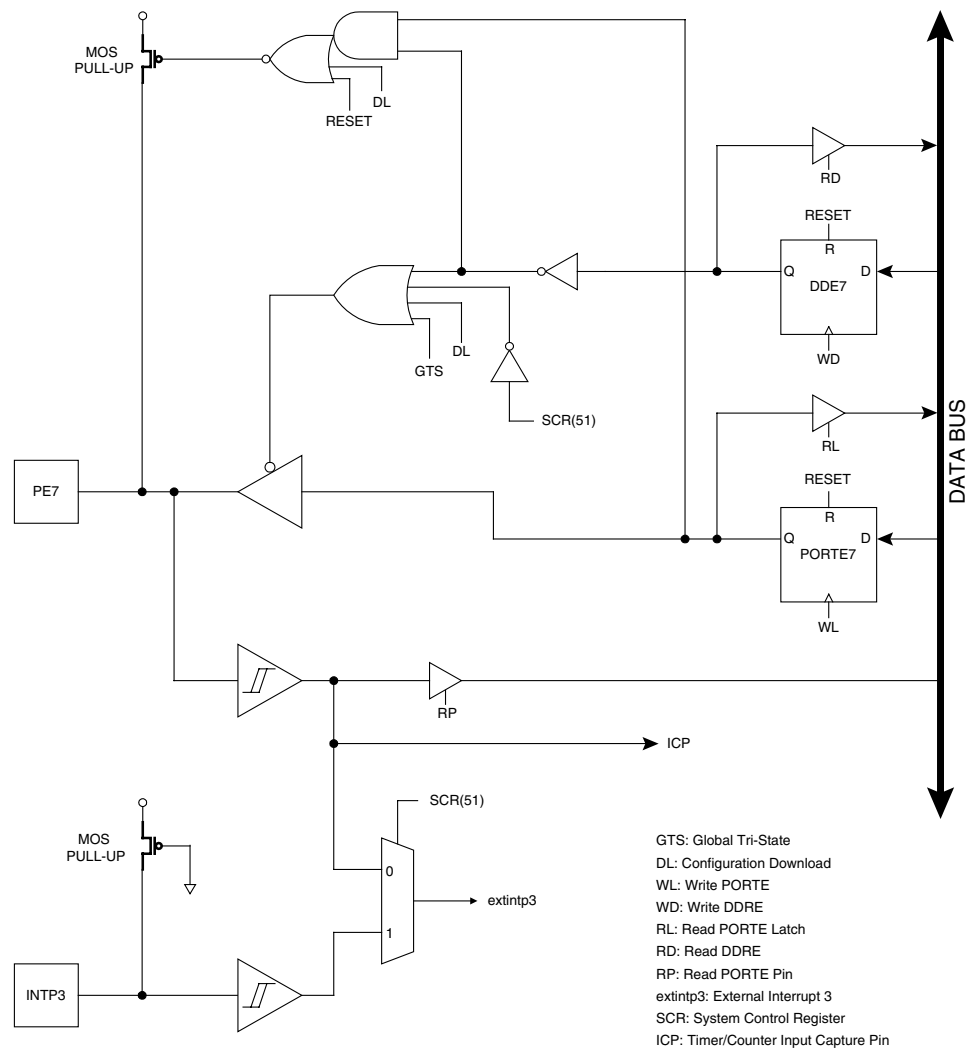 MOS
PULL-UP
DL
RESET
RD
RESET
R
Q
D
DDE7
WD
DL
GTS
SCR(51)
RL
DATA BUS
PE7
RESET
R
Q
D
PORTE7
WL
RP
ICP
SCR(51)
MOS
PULL-UP
0
extintp3
1
INTP3
GTS: Global Tri-State
DL: Configuration Download
WL: Write PORTE
WD: Write DDRE
RL: Read PORTE Latch
RD: Read DDRE
RP: Read PORTE Pin
extintp3: External Interrupt 3
SCR: System Control Register
ICP: Timer/Counter Input Capture Pin